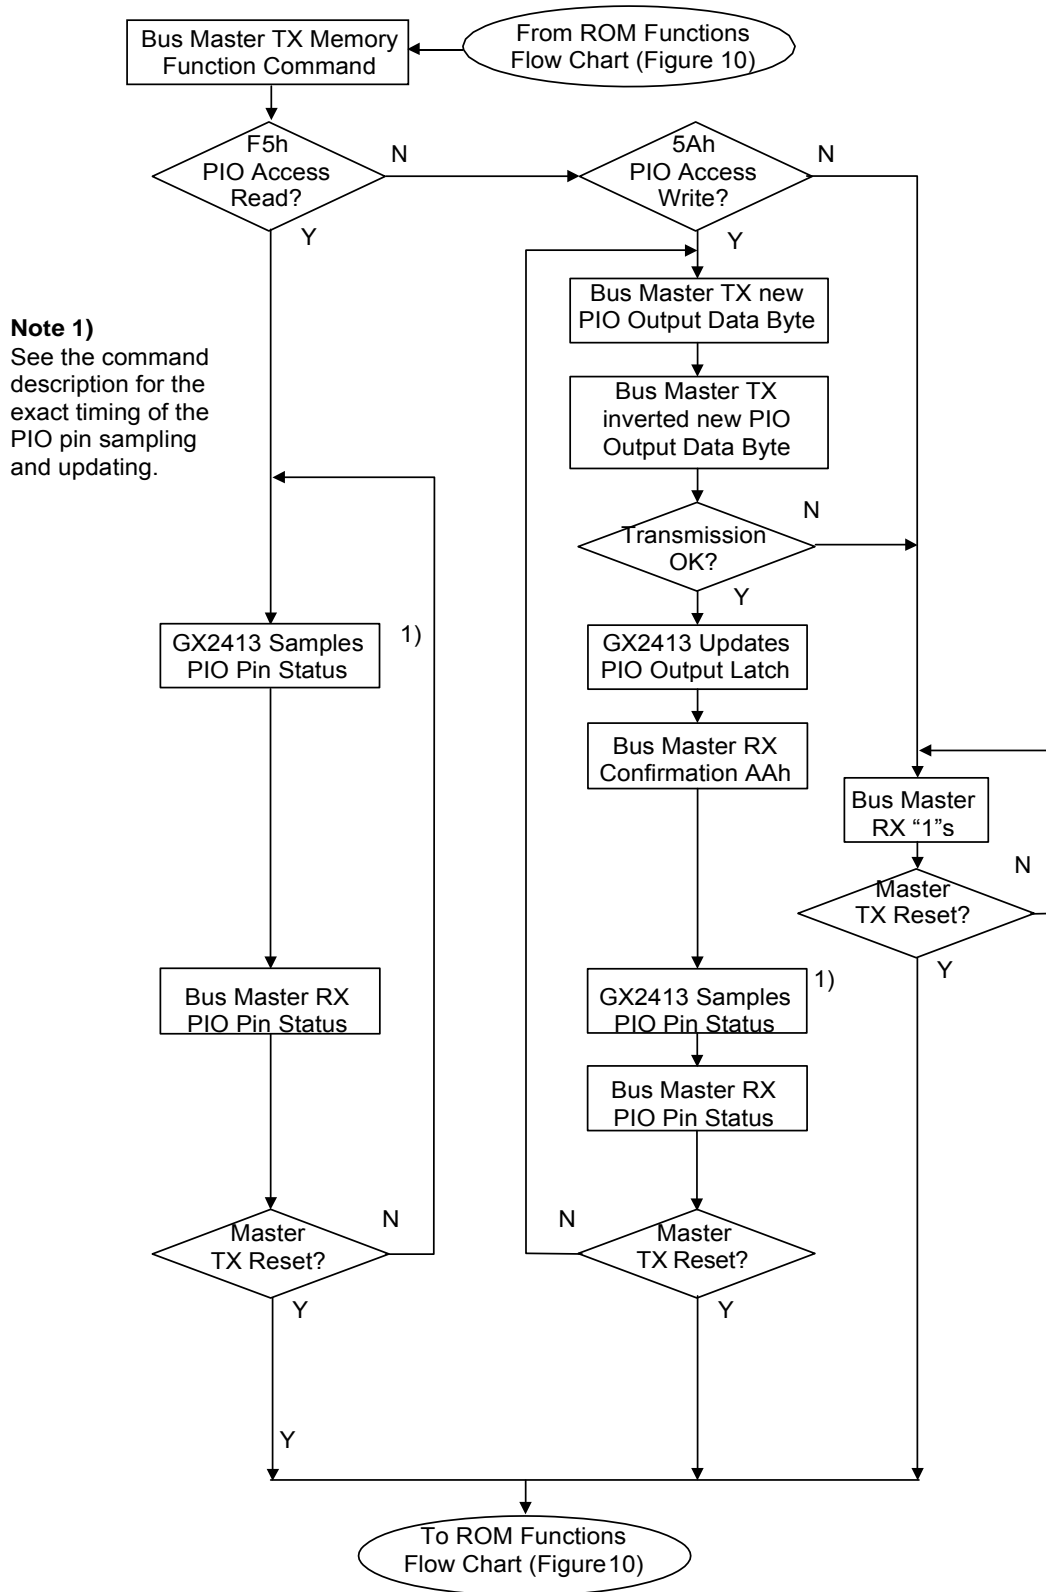 Bus Master TX Memory
Function Command
From ROM Functions
Flow Chart (Figure 10)
F5h
PIO Access
Read?
N
Y
5Ah
PIO Access
Write?
N
Y
Note 1)
See the command
description for the
exact timing of the
PIO pin sampling
and updating.
Bus Master TX new
PIO Output Data Byte
Bus Master TX
inverted new PIO
Output Data Byte
Transmission
OK?
N
Y
GX2413 Samples
PIO Pin Status
1)
GX2413 Updates
PIO Output Latch
Bus Master RX
Confirmation AAh
Bus Master
RX “1”s
Master
TX Reset?
N
Y
Bus Master RX
PIO Pin Status
GX2413 Samples
PIO Pin Status
1)
Bus Master RX
PIO Pin Status
Master
TX Reset?
N
Y
N
Master
TX Reset?
Y
Y
To ROM Functions
Flow Chart (Figure 10)